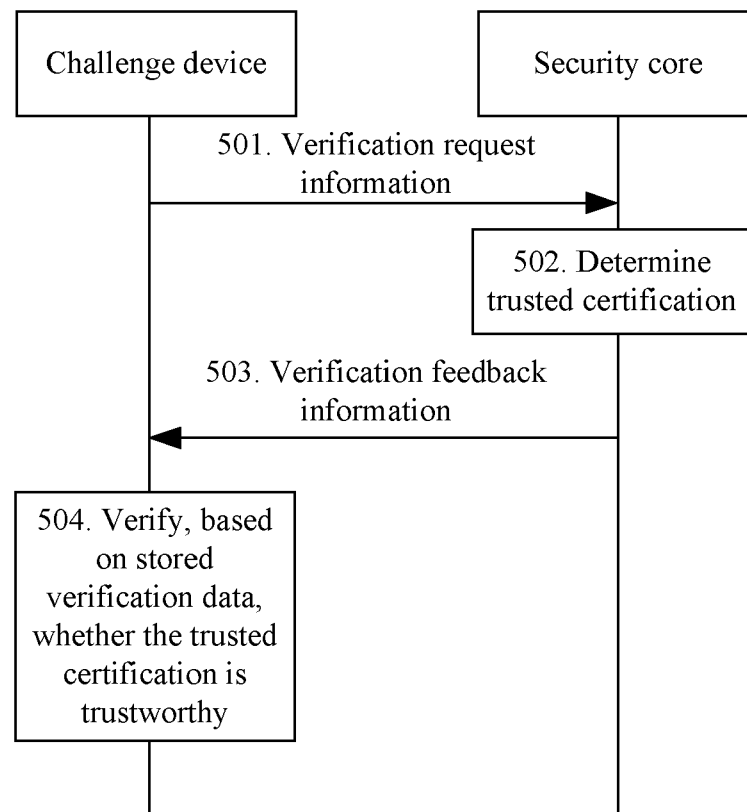 Challenge device
Security core
501. Verification request
information
502. Determine
trusted certification
503. Verification feedback
information
504. Verify, based
on stored
verification data,
whether the trusted
certification is
trustworthy